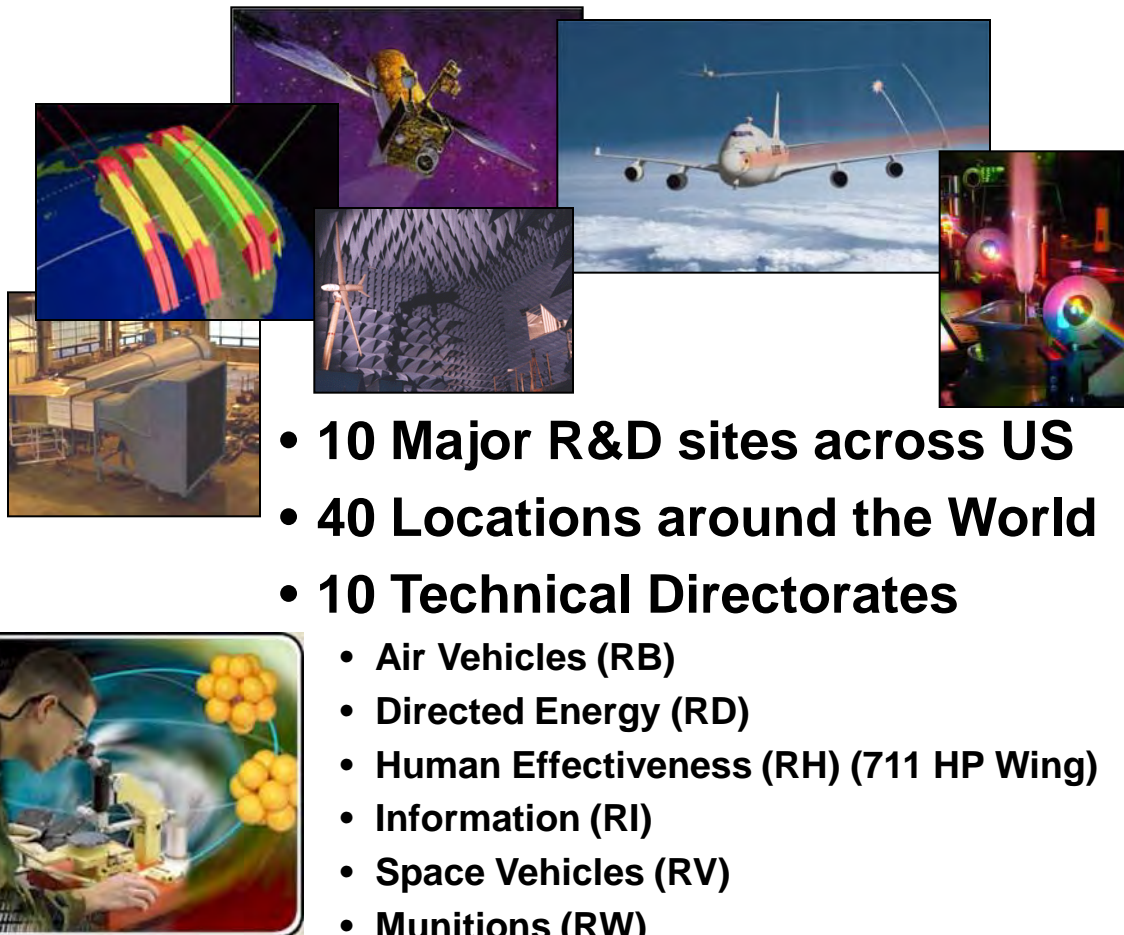 • 10 Major R&D sites across US
• 40 Locations around the World
• 10 Technical Directorates
• Air Vehicles (RB)
• Directed Energy (RD)
• Human Effectiveness (RH) (711 HP Wing)
• Information (RI)
• Space Vehicles (RV)
• Munitions (RW)